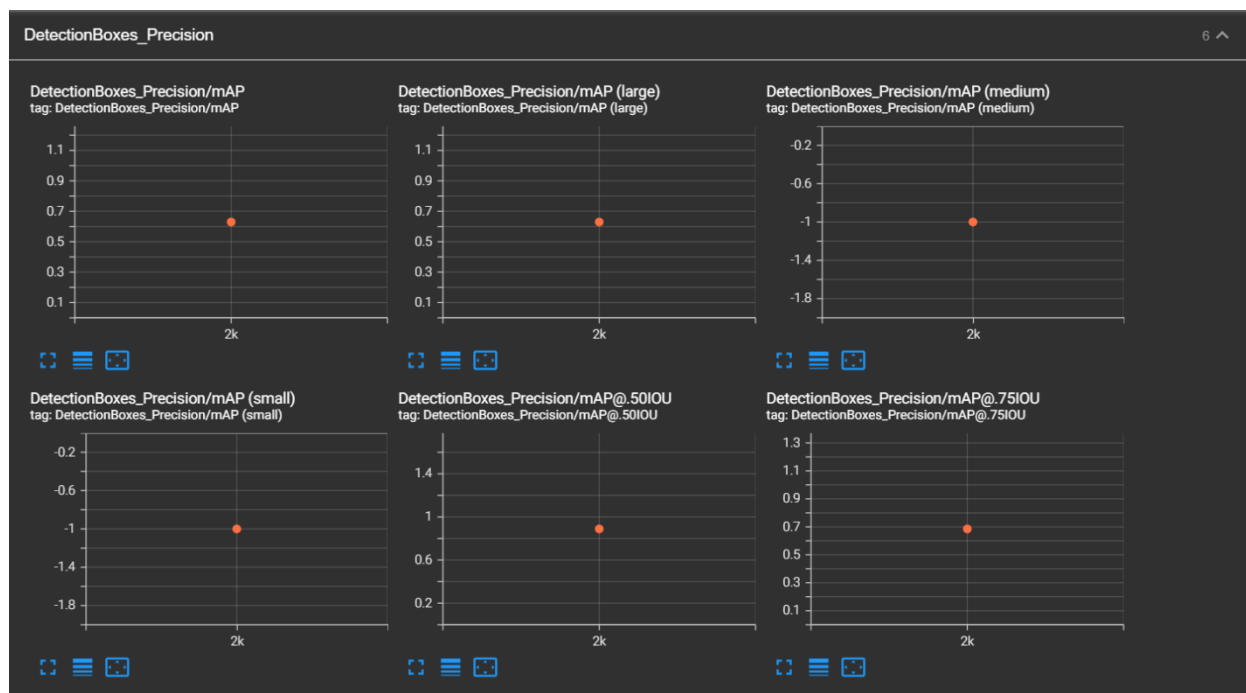 DetectionBoxes_Precision
6
DetectionBoxes_Precision/mAP
tag: DetectionBoxes_Precision/mAP
1.1
0.9
0.7
0.5
0.3
0.1
2k
DetectionBoxes_Precision/mAP (large)
tag: DetectionBoxes_Precision/mAP (large)
1.1
0.9
0.7
0.5
0.3
0.1
2k
DetectionBoxes_Precision/mAP (medium)
tag: DetectionBoxes_Precision/mAP (medium)
-0.2
-0.6
-1
-1.4
-1.8
2k
DetectionBoxes_Precision/mAP (small)
tag: DetectionBoxes_Precision/mAP (small)
-0.2
-0.6
-1
-1.4
-1.8
2k
DetectionBoxes_Precision/mAP@.50IOU
tag: DetectionBoxes_Precision/mAP@.50IOU
1.4
1
0.6
0.2
2k
DetectionBoxes_Precision/mAP@.75IOU
tag: DetectionBoxes_Precision/mAP@.75IOU
1.3
1.1
0.9
0.7
0.5
0.3
0.1
2k